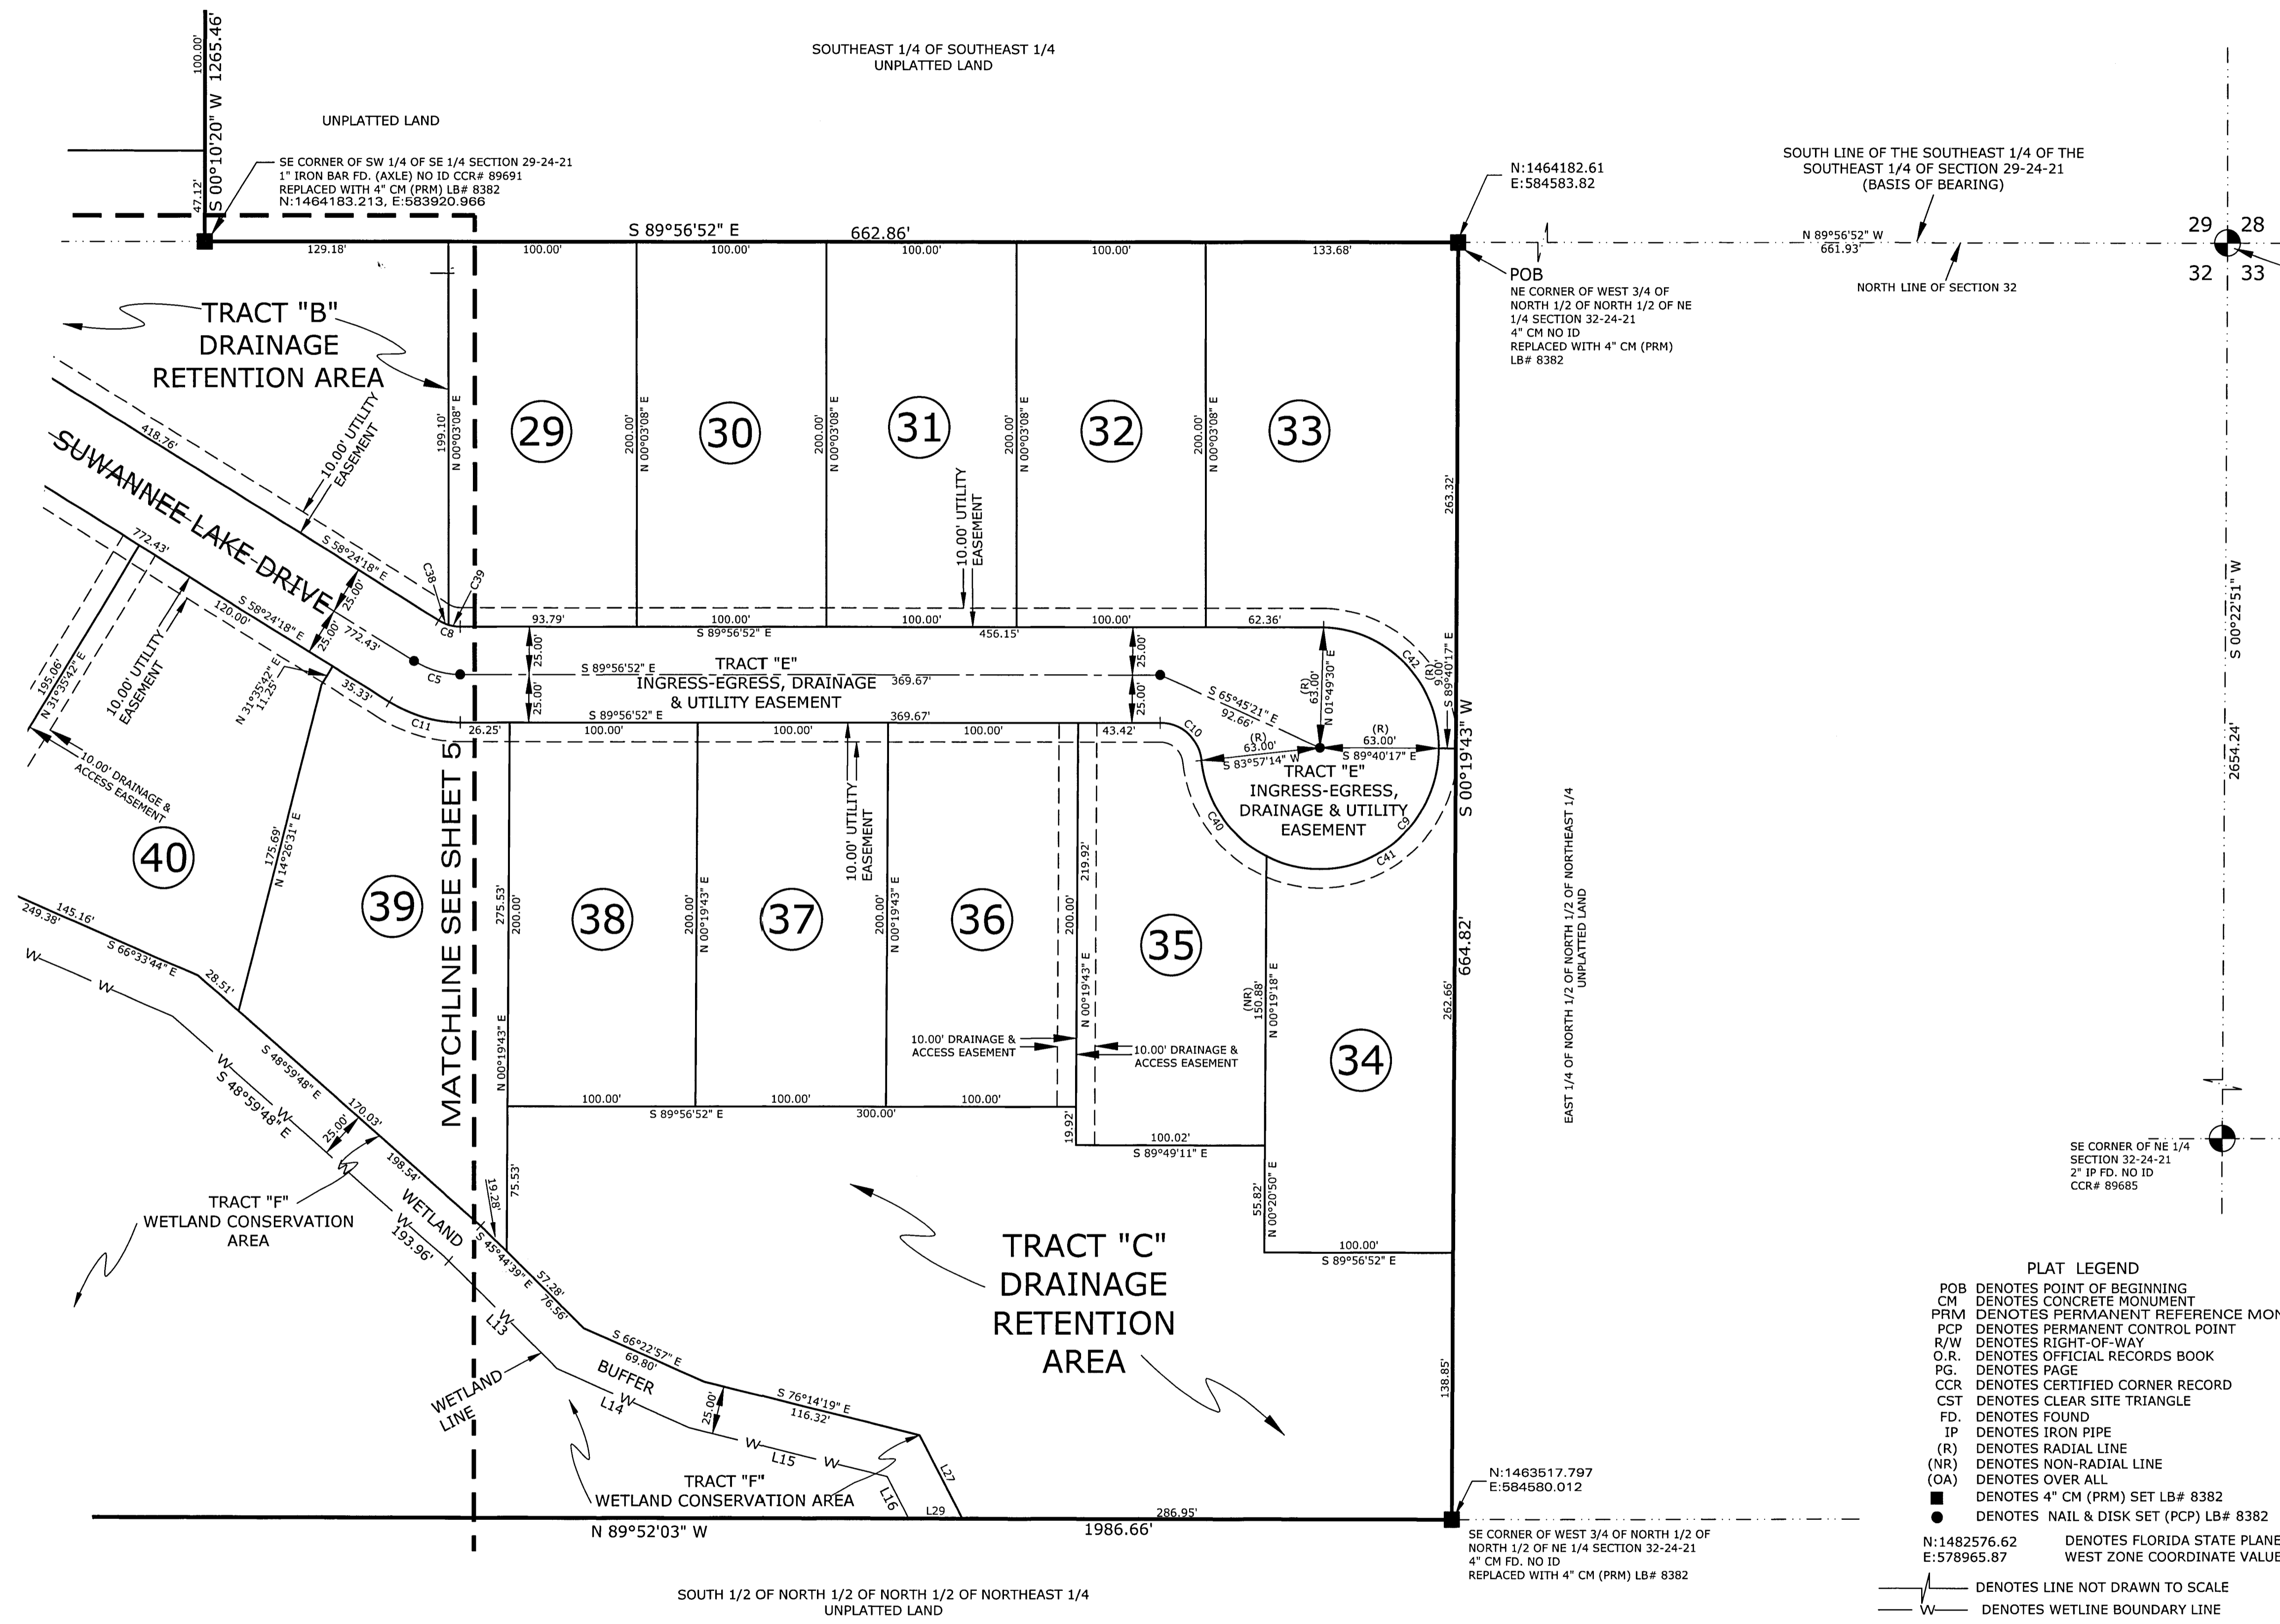 SOUTHEAST 1/4 OF SOUTHEAST 1/4
UNPLATTED LAND
100.00'
S 00°10'20" W 1265.46'
47.12'
UNPLATTED LAND
SE CORNER OF SW 1/4 OF SE 1/4 SECTION 29-24-21
1" IRON BAR FD. (AXLE) NO ID CCR# 89691
REPLACED WITH 4" CM (PRM) LB# 8382
N:1464183.213, E:583920.966
N:1464182.61
E:584583.82
SOUTH LINE OF THE SOUTHEAST 1/4 OF THE
SOUTHEAST 1/4 OF SECTION 29-24-21
(BASIS OF BEARING)
S 89°56'52" E 662.86'
129.18'
100.00'
100.00'
100.00'
100.00'
133.68'
N 89°56'52" W
661.93'
29 28
32 33
NORTH LINE OF SECTION 32
POB
NE CORNER OF WEST 3/4 OF
NORTH 1/2 OF NORTH 1/2 OF NE
1/4 SECTION 32-24-21
4" CM NO ID
REPLACED WITH 4" CM (PRM)
LB# 8382
TRACT "B"
DRAINAGE
RETENTION AREA
10.00' UTILITY
EASEMENT
418.76'
S 58°24'18" E
SUWANNEE LAKE DRIVE
199.10'
N 00°03'08" E
29
200.00'
N 00°03'08" E
30
200.00'
N 00°03'08" E
31
200.00'
N 00°03'08" E
32
200.00'
N 00°03'08" E
33
263.32'
10.00' UTILITY
EASEMENT
772.43'
S 58°24'18" E
120.00'
25.00'
25.00'
772.43'
C38
C39
C8
C5
93.79'
100.00'
S 89°56'52" E
100.00'
456.15'
100.00'
62.36'
25.00'
25.00'
S 89°56'52" E
369.67'
TRACT "E"
INGRESS-EGRESS, DRAINAGE
& UTILITY EASEMENT
25.00'
25.00'
S 65°45'21" E
92.66'
(R)
63.00'
N 01°49'30" E
C42
(R)
9.00'
S 89°40'17" E
(R)
63.00'
S 89°40'17" E
(R)
63.00'
S 83°57'14" W
C10
TRACT "E"
INGRESS-EGRESS,
DRAINAGE & UTILITY
EASEMENT
C9
C40
C41
S 00°19'43" W
664.82'
195.06'
N 31°35'42" E
10.00' UTILITY
EASEMENT
N 31°35'42" E
11.25'
35.33'
C11
26.25'
S 89°56'52" E
369.67'
100.00'
100.00'
100.00'
43.42'
10.00' DRAINAGE &
ACCESS EASEMENT
10.00' UTILITY
EASEMENT
MATCHLINE SEE SHEET 5
40
175.69'
N 14°26'31" E
39
275.53'
200.00'
N 00°19'43" E
38
200.00'
N 00°19'43" E
37
200.00'
N 00°19'43" E
36
219.92'
200.00'
N 00°19'43" E
35
(NR)
150.88'
N 00°19'18" E
34
262.66'
EAST 1/4 OF NORTH 1/2 OF NORTH 1/2 OF NORTHEAST 1/4
UNPLATTED LAND
S 00°22'51" W
2654.24'
145.16'
249.38'
S 66°33'44" E
W
W
28.51'
S 48°59'48" E
W
S 48°59'48" E
W
170.03'
25.00'
W
198.54'
10.00' DRAINAGE &
ACCESS EASEMENT
10.00' DRAINAGE &
ACCESS EASEMENT
100.00'
100.00'
100.00'
S 89°56'52" E
300.00'
19.92'
100.02'
S 89°49'11" E
55.82'
N 00°20'50" E
100.00'
S 89°56'52" E
75.53'
19.28'
SE CORNER OF NE 1/4
SECTION 32-24-21
2" IP FD. NO ID
CCR# 89685
TRACT "F"
WETLAND CONSERVATION
AREA
WETLAND
W
193.96'
S 45°44'39" E
57.28'
76.56'
W
L13
TRACT "C"
DRAINAGE
RETENTION
AREA
S 66°22'57" E
69.80'
BUFFER
W
L14
WETLAND
LINE
25.00'
S 76°14'19" E
116.32'
W
L15
W
L27
L16
L29
TRACT "F"
WETLAND CONSERVATION AREA
138.85'
N:1463517.797
E:584580.012
286.95'
N 89°52'03" W
1986.66'
SE CORNER OF WEST 3/4 OF NORTH 1/2 OF
NORTH 1/2 OF NE 1/4 SECTION 32-24-21
4" CM FD. NO ID
REPLACED WITH 4" CM (PRM) LB# 8382
SOUTH 1/2 OF NORTH 1/2 OF NORTH 1/2 OF NORTHEAST 1/4
UNPLATTED LAND
PLAT LEGEND
POB DENOTES POINT OF BEGINNING
CM DENOTES CONCRETE MONUMENT
PRM DENOTES PERMANENT REFERENCE MON
PCP DENOTES PERMANENT CONTROL POINT
R/W DENOTES RIGHT-OF-WAY
O.R. DENOTES OFFICIAL RECORDS BOOK
PG. DENOTES PAGE
CCR DENOTES CERTIFIED CORNER RECORD
CST DENOTES CLEAR SITE TRIANGLE
FD. DENOTES FOUND
IP DENOTES IRON PIPE
(R) DENOTES RADIAL LINE
(NR) DENOTES NON-RADIAL LINE
(OA) DENOTES OVER ALL
DENOTES 4" CM (PRM) SET LB# 8382
DENOTES NAIL & DISK SET (PCP) LB# 8382
N:1482576.62 DENOTES FLORIDA STATE PLANE
E:578965.87 WEST ZONE COORDINATE VALUE
DENOTES LINE NOT DRAWN TO SCALE
W DENOTES WETLINE BOUNDARY LINE